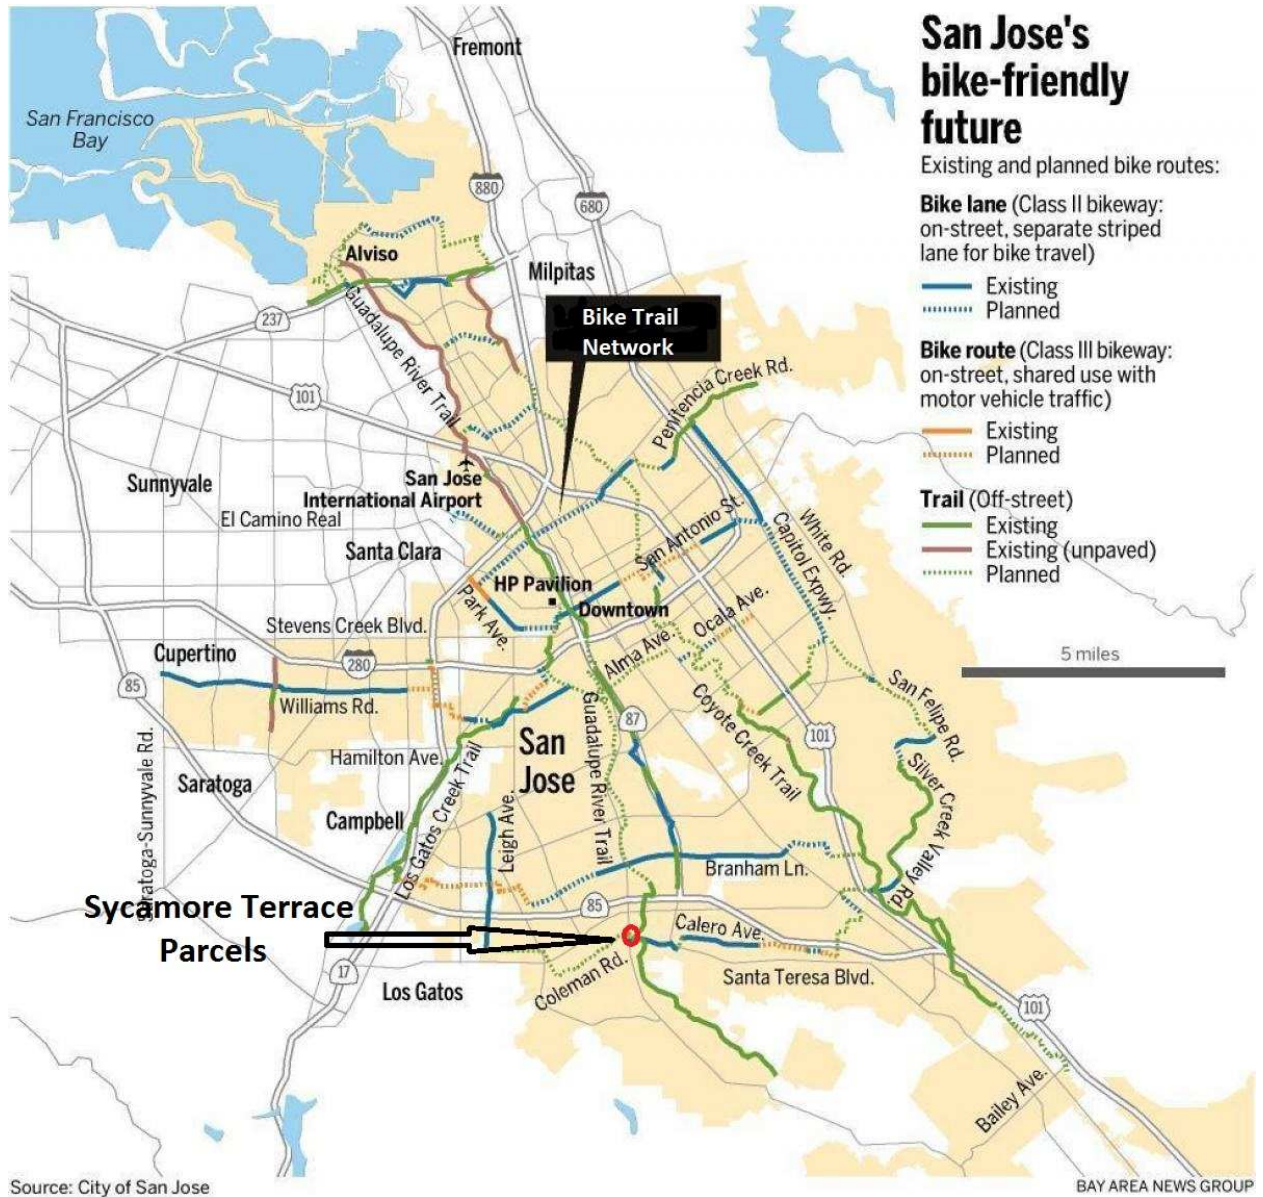 San Jose's
bike-friendly
future
Existing and planned bike routes:
Bike lane (Class II bikeway:
on-street, separate striped
lane for bike travel)
Existing
Planned
Bike route (Class III bikeway:
on-street, shared use with
motor vehicle traffic)
Existing
Planned
Trail (Off-street)
Existing
Existing (unpaved)
Planned
5 miles
Fremont
San Francisco
Bay
880
680
Alviso
Milpitas
237
Guadalupe River Trail
Bike Trail
Network
101
Penitencia Creek Rd.
Sunnyvale
San Jose
International Airport
El Camino Real
Santa Clara
San Antonio St.
White Rd.
Capitol Expwy.
HP Pavilion
Park Ave.
Downtown
Ocala Ave.
Stevens Creek Blvd.
Alma Ave.
Cupertino
280
85
Williams Rd.
San Felipe Rd.
Coyote Creek Trail
Guadalupe River Trail
87
101
San
Jose
Hamilton Ave.
Saratoga-Sunnyvale Rd.
Saratoga
Los Gatos Creek Trail
Silver Creek Valley Rd.
Campbell
Leigh Ave.
Branham Ln.
Sycamore Terrace
Parcels
85
Calero Ave.
17
Coleman Rd.
Santa Teresa Blvd.
Los Gatos
101
Bailey Ave.
Source: City of San Jose
BAY AREA NEWS GROUP